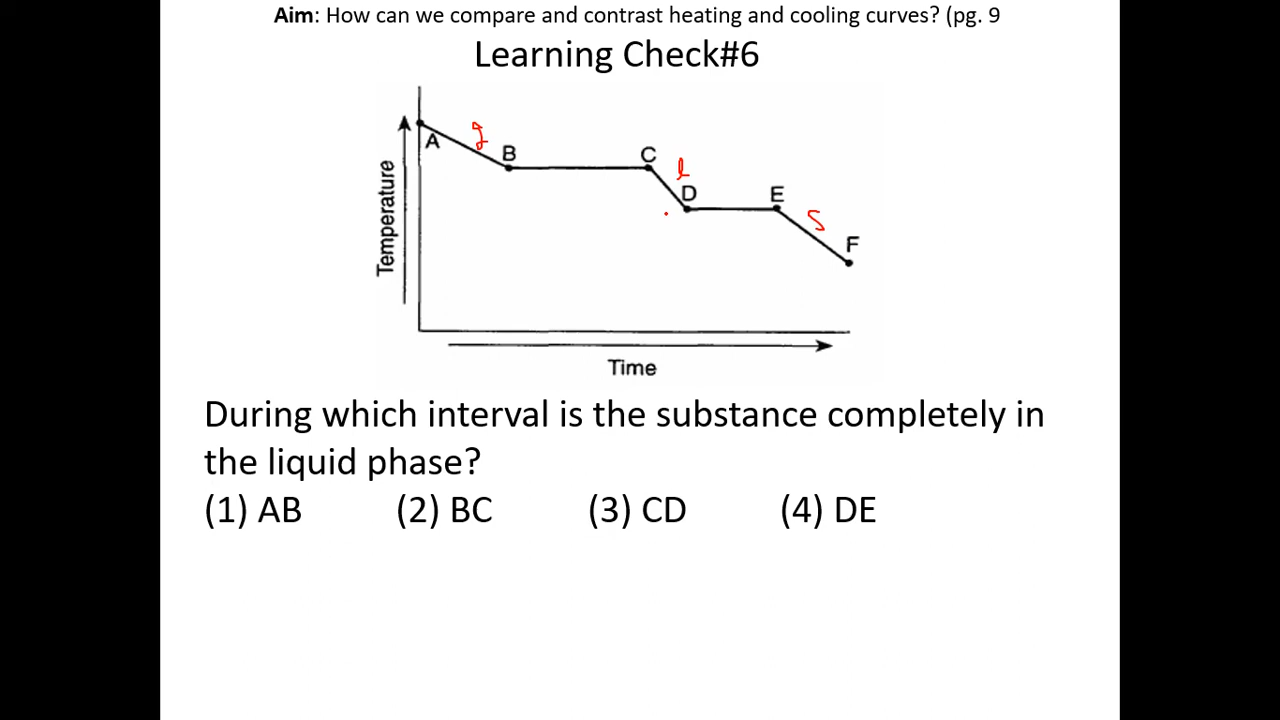 Aim: How can we compare and contrast heating and cooling curves? (pg. 9
Learning Check#6
A
g
B
C
l
D
E
s
F
Temperature
Time
During which interval is the substance completely in
the liquid phase?
(1) AB (2) BC (3) CD (4) DE